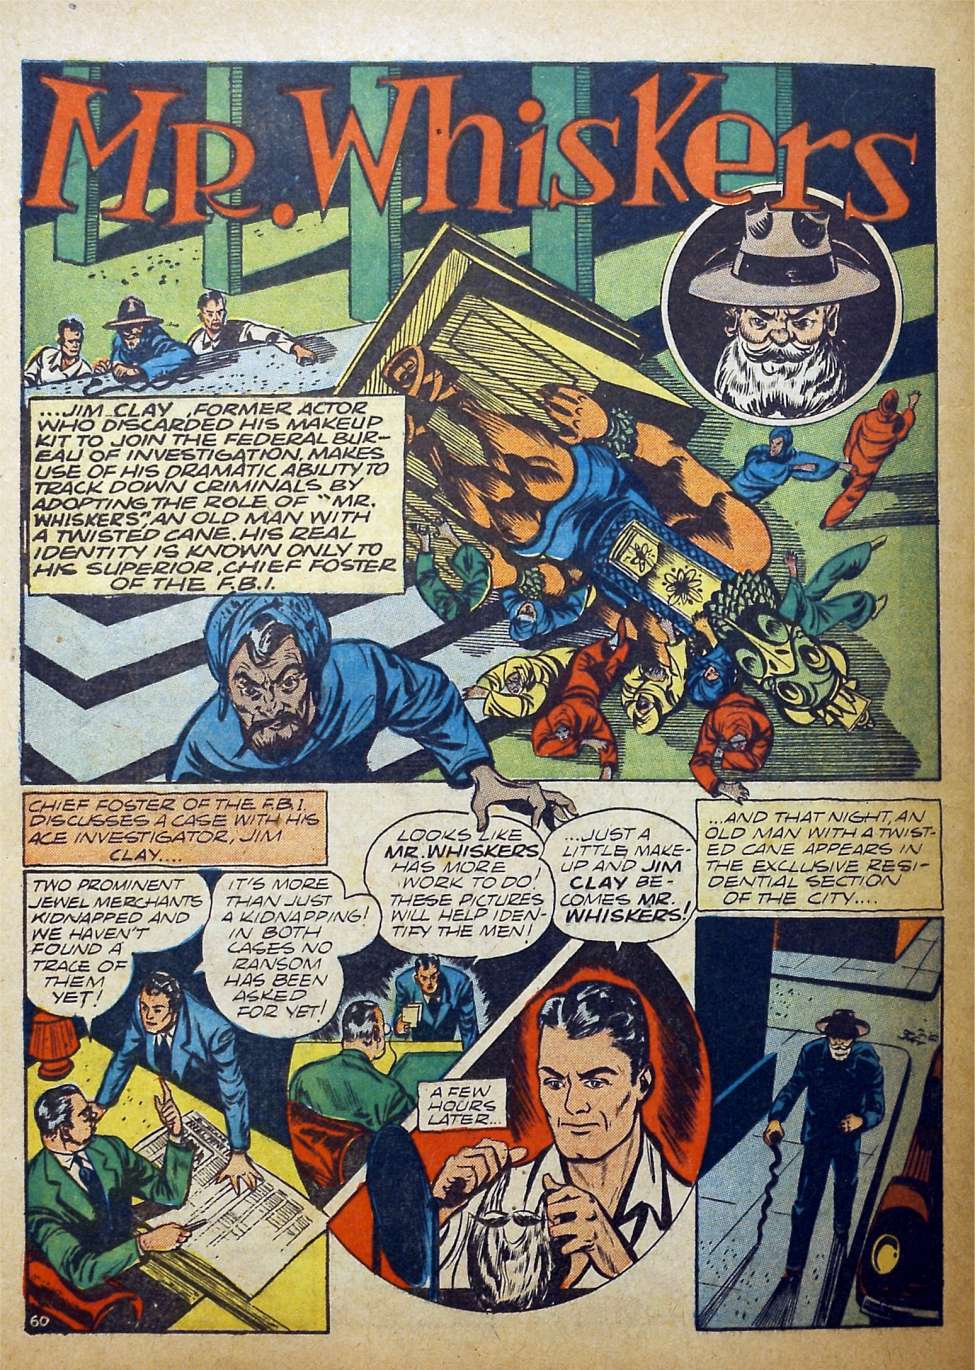 MR. WHISKERS
...JIM CLAY, FORMER ACTOR
WHO DISCARDED HIS MAKEUP
KIT TO JOIN THE FEDERAL BUR-
EAU OF INVESTIGATION, MAKES
USE OF HIS DRAMATIC ABILITY TO
TRACK DOWN CRIMINALS BY
ADOPTING THE ROLE OF "MR.
WHISKERS", AN OLD MAN WITH
A TWISTED CANE. HIS REAL
IDENTITY IS KNOWN ONLY TO
HIS SUPERIOR, CHIEF FOSTER
OF THE F.B.I.
CHIEF FOSTER OF THE F.B.I.
DISCUSSES A CASE WITH HIS
ACE INVESTIGATOR, JIM
CLAY....
TWO PROMINENT
JEWEL MERCHANTS
KIDNAPPED AND
WE HAVEN'T
FOUND A
TRACE OF
THEM
YET!
IT'S MORE
THAN JUST
A KIDNAPPING!
IN BOTH
CASES NO
RANSOM
HAS BEEN
ASKED
FOR YET!
LOOKS LIKE
MR. WHISKERS
HAS MORE
WORK TO DO!
THESE PICTURES
WILL HELP IDEN-
TIFY THE MEN!
A FEW
HOURS
LATER...
...JUST A
LITTLE MAKE-
UP AND JIM
CLAY BE-
COMES MR.
WHISKERS!
...AND THAT NIGHT, AN
OLD MAN WITH A TWIST-
ED CANE APPEARS IN
THE EXCLUSIVE RESI-
DENTIAL SECTION
OF THE CITY....
60